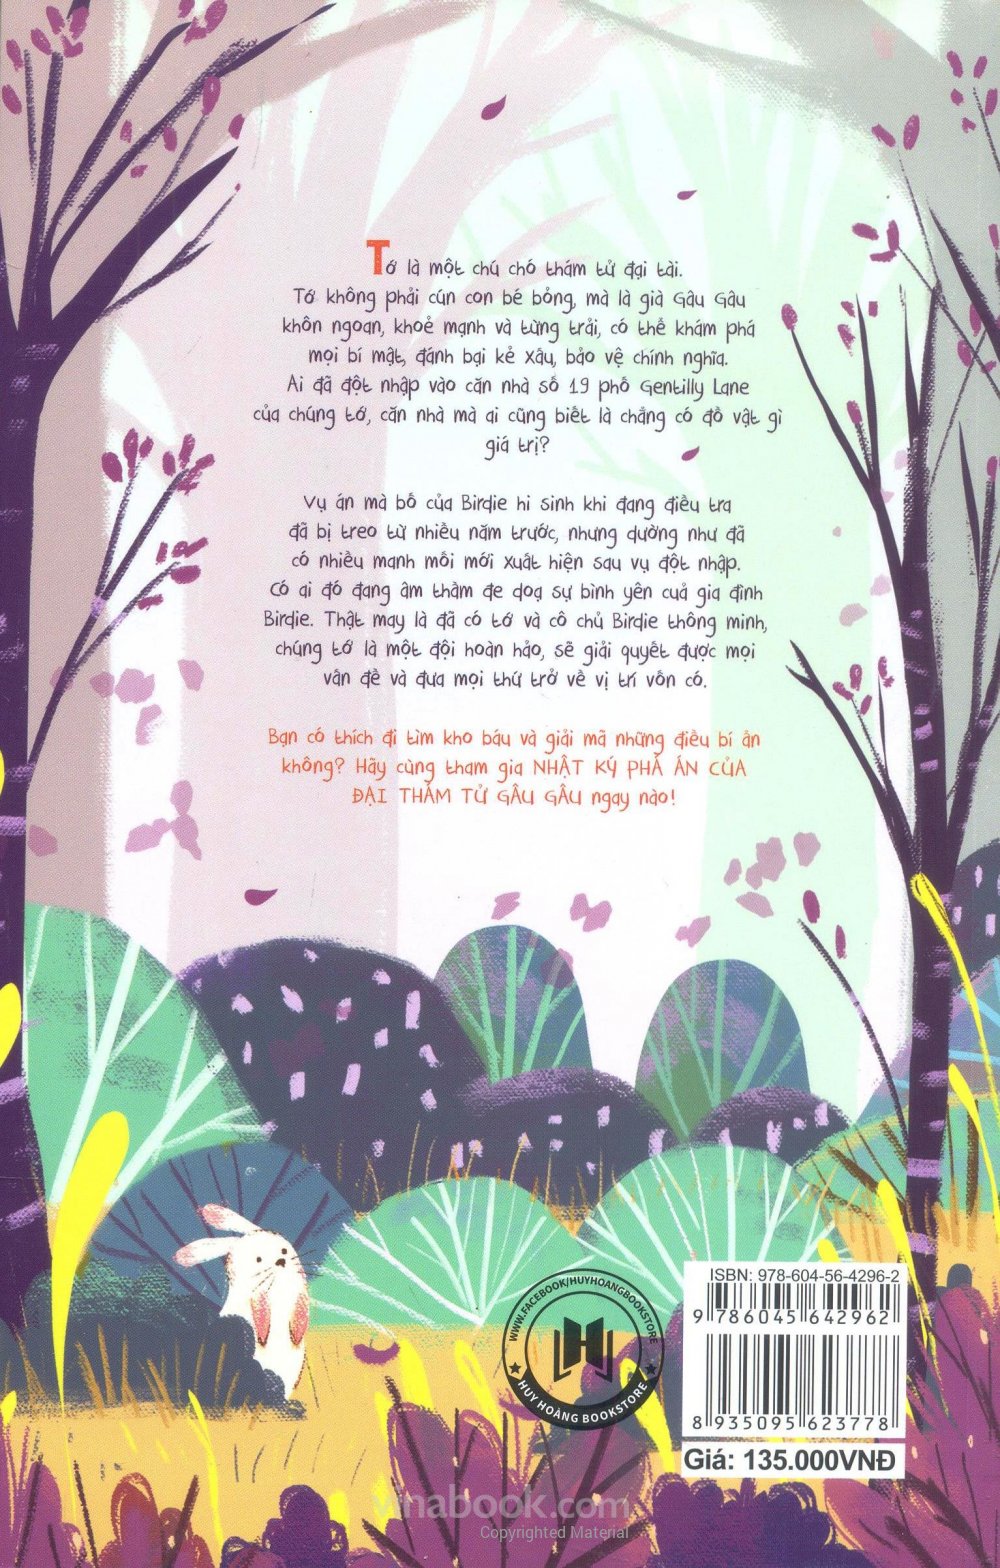 Tớ là một chú chó thám tử đại tài.
Tớ không phải cún con bé bỏng, mà là già Gâu Gâu
khôn ngoan, khoẻ mạnh và từng trải, có thể khám phá
mọi bí mật, đánh bại kẻ xấu, bảo vệ chính nghĩa.
Ai đã đột nhập vào căn nhà số 19 phố Gentilly Lane
của chúng tớ, căn nhà mà ai cũng biết là chẳng có đồ vật gì
giá trị?
Vụ án mà bố của Birdie hi sinh khi đang điều tra
đã bị treo từ nhiều năm trước, nhưng dường như đã
có nhiều manh mối mới xuất hiện sau vụ đột nhập.
Có ai đó đang âm thầm đe doạ sự bình yên cuả gia đình
Birdie. Thật may là đã có tớ và cô chủ Birdie thông minh,
chúng tớ là một đội hoàn hảo, sẽ giải quyết được mọi
vấn đề và đưa mọi thứ trở về vị trí vốn có.
Bạn có thích đi tìm kho báu và giải mã những điều bí ẩn
không? Hãy cùng tham gia NHẬT KÝ PHÁ ÁN CỦA
ĐẠI THÁM TỬ GÂU GÂU ngay nào!
ISBN: 978-604-56-4296-2
9 786045 642962
WWW.FACEBOOK/HUYHOANGBOOKSTORE
HUY HOANG BOOKSTORE
8 935095 623778
Giá: 135.000VNĐ
vinabook.com
Copyrighted Material